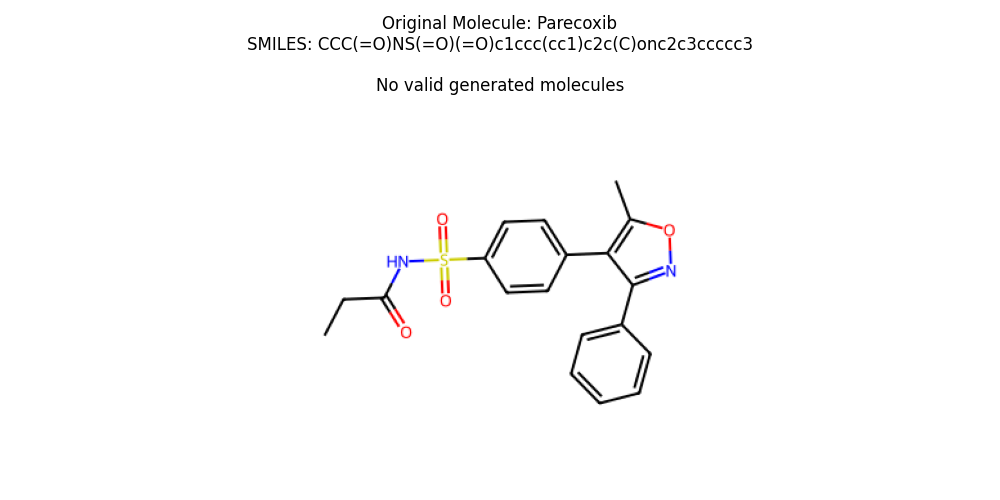 Original Molecule: Parecoxib
SMILES: CCC(=O)NS(=O)(=O)c1ccc(cc1)c2c(C)onc2c3ccccc3
No valid generated molecules
O
O
HN
S
N
O
O